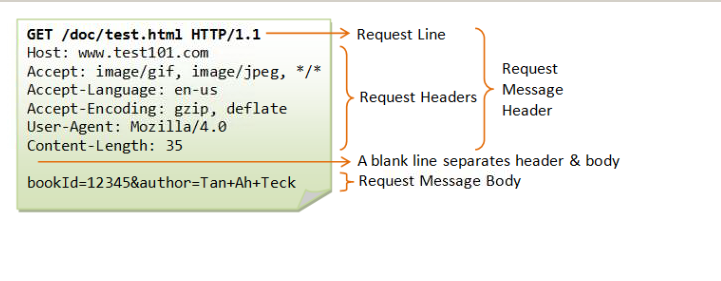 GET /doc/test.html HTTP/1.1
Request Line
Host: www.test101.com
Accept: image/gif, image/jpeg, */*
Accept-Language: en-us
Accept-Encoding: gzip, deflate
User-Agent: Mozilla/4.0
Content-Length: 35
Request Headers
Request
Message
Header
A blank line separates header & body
bookId=12345&author=Tan+Ah+Teck
Request Message Body